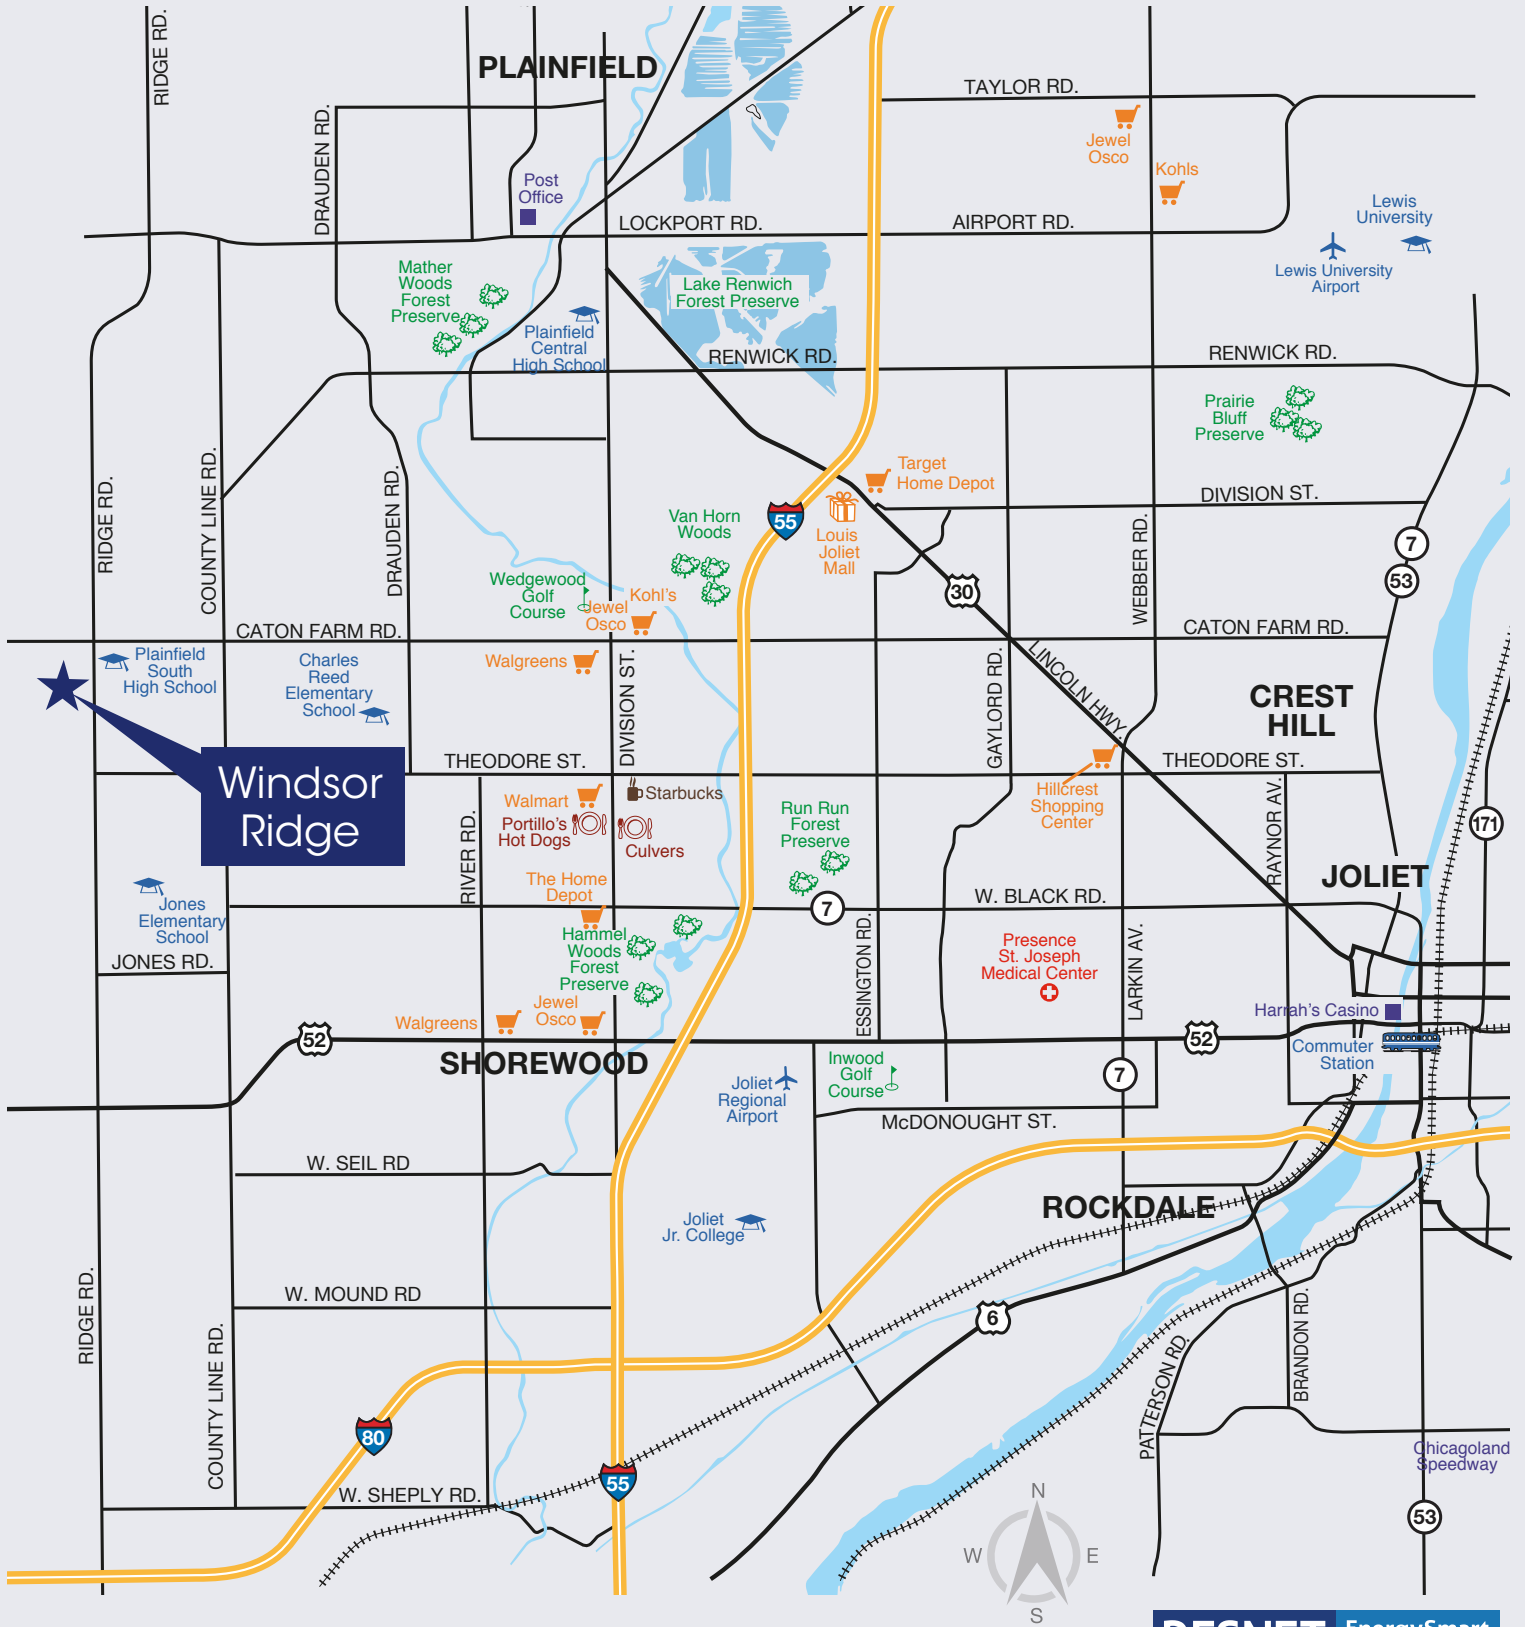 RIDGE RD.
PLAINFIELD
TAYLOR RD.
DRAUDEN RD.
Jewel
Osco
Kohls
Post
Office
Lewis
University
LOCKPORT RD.
AIRPORT RD.
Mather
Woods
Forest
Preserve
Lake Renwich
Forest Preserve
Lewis University
Airport
Plainfield
Central
High School
RENWICK RD.
RENWICK RD.
Prairie
Bluff
Preserve
RIDGE RD.
COUNTY LINE RD.
DRAUDEN RD.
Target
Home Depot
DIVISION ST.
Van Horn
Woods
55
Louis
Joliet
Mall
WEBBER RD.
7
53
30
Wedgewood
Golf
Course
Kohl's
Jewel
Osco
CATON FARM RD.
CATON FARM RD.
Plainfield
South
High School
Charles
Reed
Elementary
School
Walgreens
DIVISION ST.
GAYLORD RD.
LINCOLN HWY.
CREST
HILL
Windsor
Ridge
THEODORE ST.
THEODORE ST.
Walmart
Starbucks
Portillo's
Hot Dogs
Culvers
Run Run
Forest
Preserve
Hillcrest
Shopping
Center
RAYNOR AV.
171
RIVER RD.
JOLIET
The Home
Depot
7
W. BLACK RD.
Jones
Elementary
School
JONES RD.
Hammel
Woods
Forest
Preserve
ESSINGTON RD.
Presence
St. Joseph
Medical Center
LARKIN AV.
Walgreens
Jewel
Osco
Harrah's Casino
52
52
SHOREWOOD
Commuter
Station
Joliet
Regional
Airport
Inwood
Golf
Course
7
McDONOUGHT ST.
W. SEIL RD
ROCKDALE
Joliet
Jr. College
RIDGE RD.
W. MOUND RD
COUNTY LINE RD.
6
PATTERSON RD.
BRANDON RD.
80
55
Chicagoland
Speedway
W. SHEPLY RD.
53
N
W
E
S
RESNET
EnergySmart